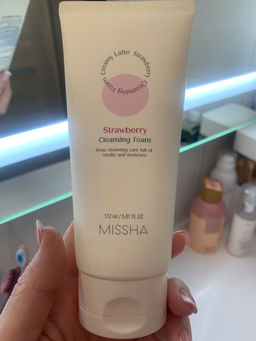 Creamy Latte Strawberry Cleansing Foam
Strawberry
Cleansing Foam
Deep cleansing care full of
vitality and moisture
172 ml / 5.81 FL.OZ
MISSHA